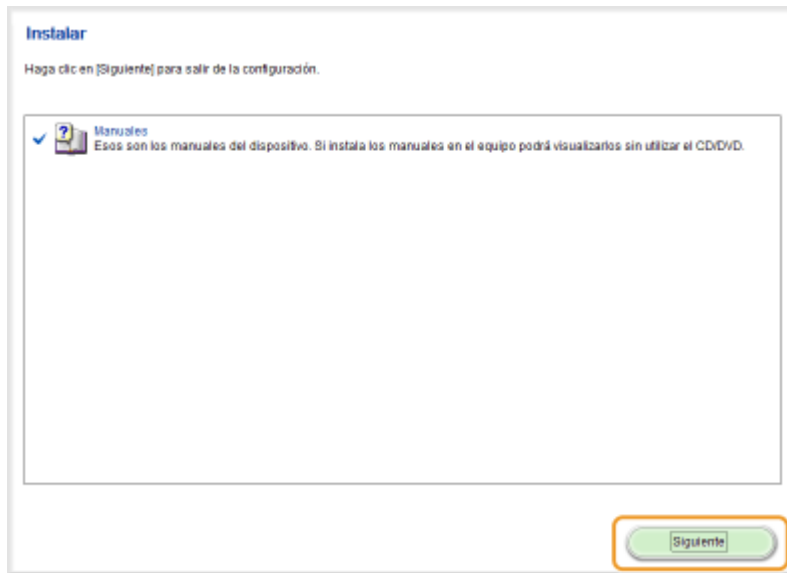 Instalar
Haga clic en [Siguiente] para salir de la configuración.
Manuales
Esos son los manuales del dispositivo. Si instala los manuales en el equipo podrá visualizarlos sin utilizar el CD/DVD.
Siguiente